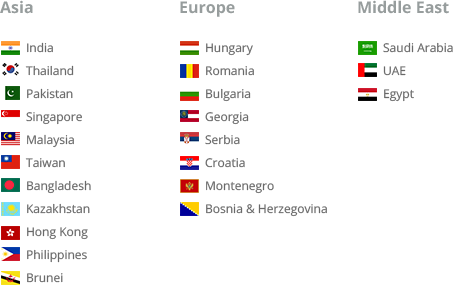 Asia
India
Thailand
Pakistan
Singapore
Malaysia
Taiwan
Bangladesh
Kazakhstan
Hong Kong
Philippines
Brunei
Europe
Hungary
Romania
Bulgaria
Georgia
Serbia
Croatia
Montenegro
Bosnia & Herzegovina
Middle East
Saudi Arabia
UAE
Egypt